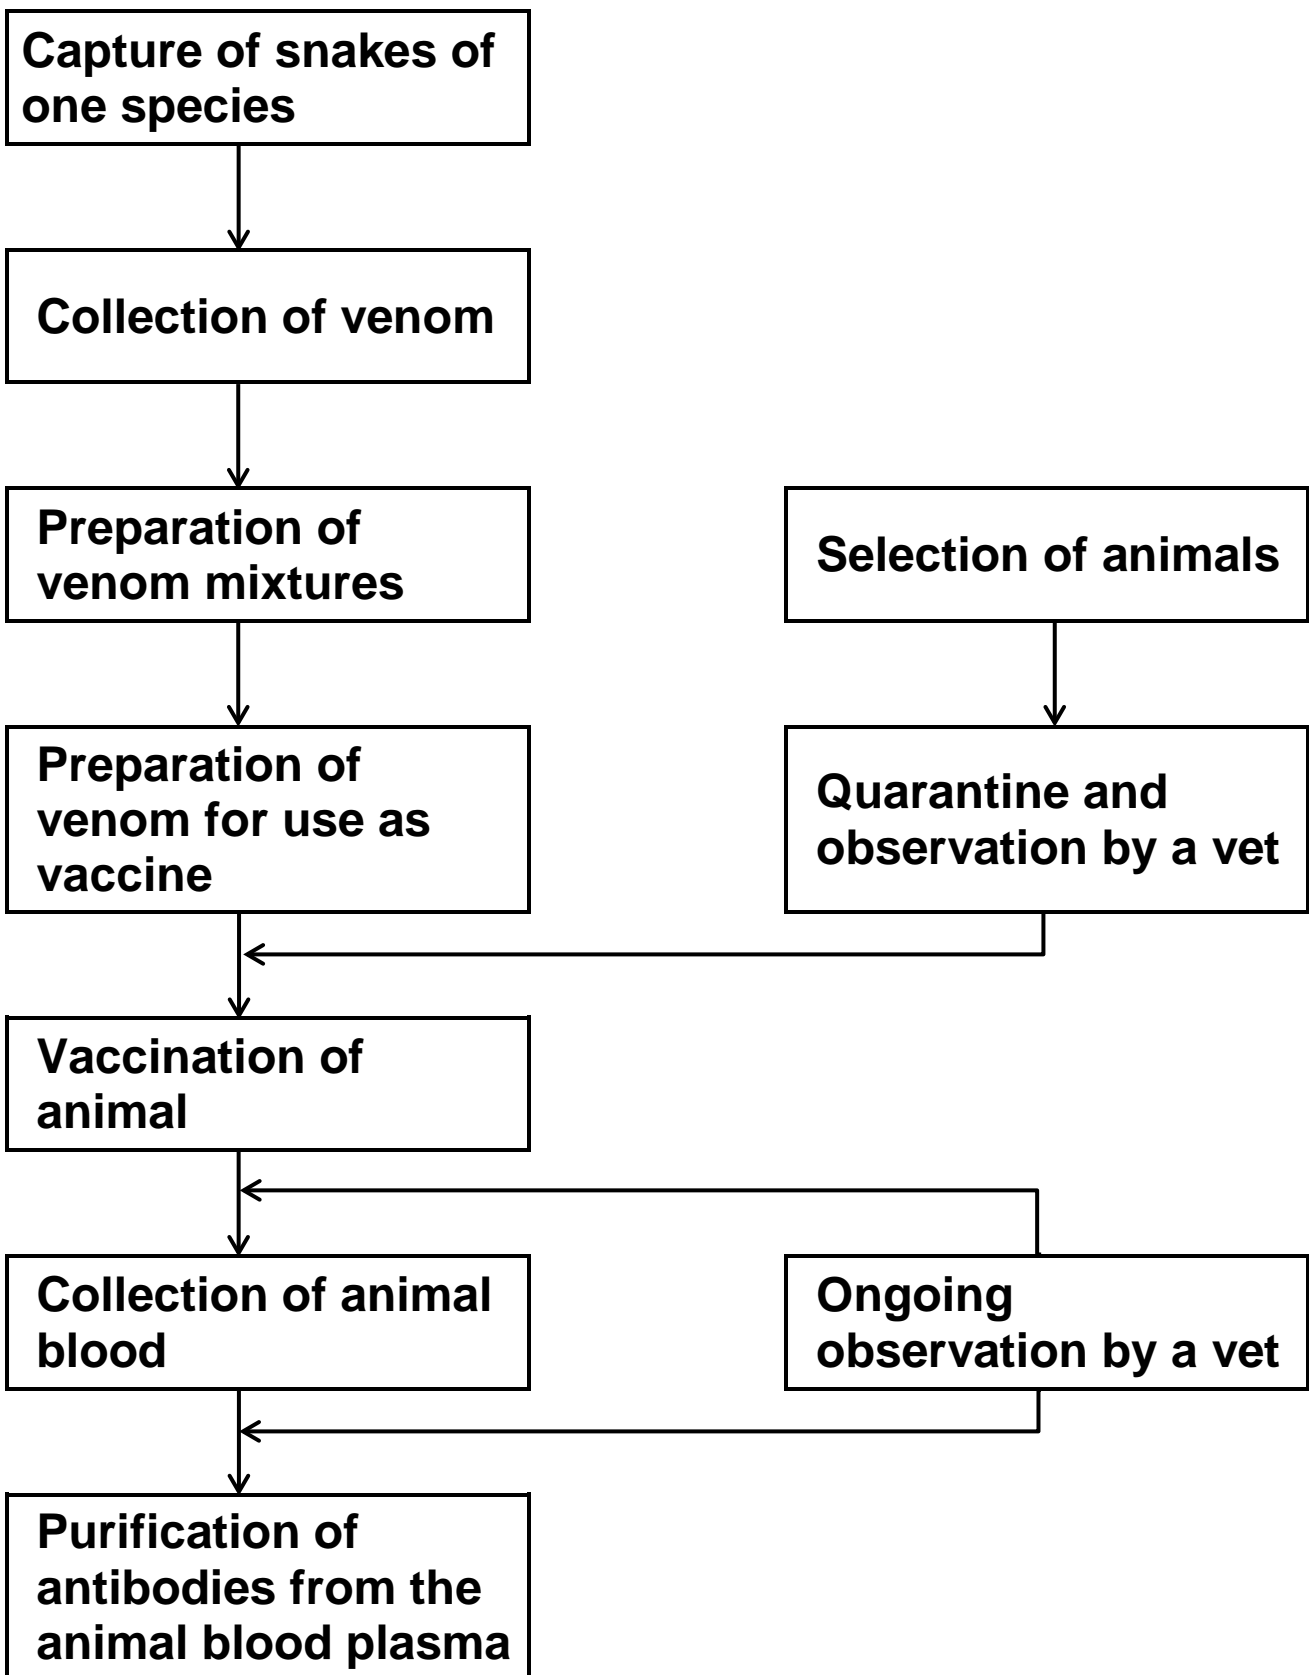 Capture of snakes of
one species
Collection of venom
Preparation of
venom mixtures
Selection of animals
Preparation of
venom for use as
vaccine
Quarantine and
observation by a vet
Vaccination of
animal
Collection of animal
blood
Ongoing
observation by a vet
Purification of
antibodies from the
animal blood plasma